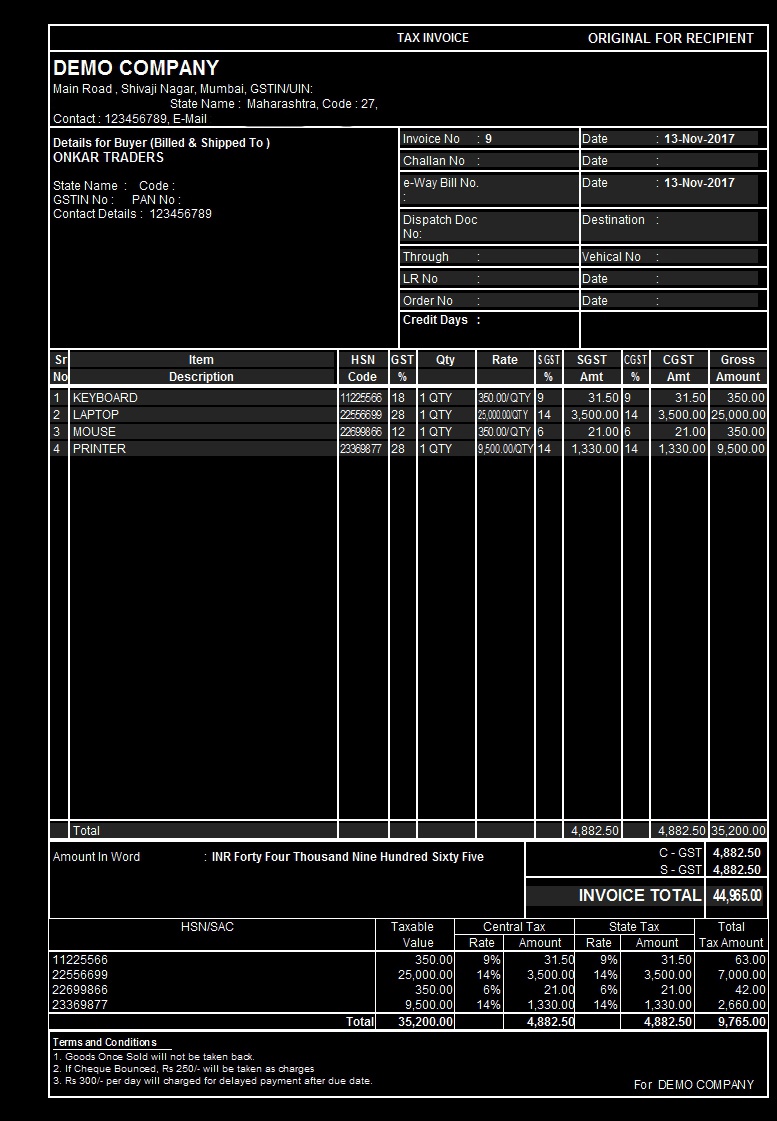 TAX INVOICE ORIGINAL FOR RECIPIENT
DEMO COMPANY
Main Road , Shivaji Nagar, Mumbai, GSTIN/UIN:
State Name : Maharashtra, Code : 27,
Contact : 123456789, E-Mail
Details for Buyer (Billed & Shipped To )
ONKAR TRADERS
State Name : Code :
GSTIN No : PAN No :
Contact Details : 123456789
Invoice No : 9 Date : 13-Nov-2017
Challan No : Date :
e-Way Bill No. Date : 13-Nov-2017
:
Dispatch Doc Destination :
No:
Through : Vehical No :
LR No : Date :
Order No : Date :
Credit Days :
Sr Item HSN GST Qty Rate SGST SGST CGST CGST Gross
No Description Code % % Amt % Amt Amount
1 KEYBOARD 11225566 18 1 QTY 350.00/QTY 9 31.50 9 31.50 350.00
2 LAPTOP 22556699 28 1 QTY 25,000.00/QTY 14 3,500.00 14 3,500.00 25,000.00
3 MOUSE 22699866 12 1 QTY 350.00/QTY 6 21.00 6 21.00 350.00
4 PRINTER 23369877 28 1 QTY 9,500.00/QTY 14 1,330.00 14 1,330.00 9,500.00
Total 4,882.50 4,882.50 35,200.00
Amount In Word : INR Forty Four Thousand Nine Hundred Sixty Five
C - GST 4,882.50
S - GST 4,882.50
INVOICE TOTAL 44,965.00
HSN/SAC Taxable Central Tax State Tax Total
Value Rate Amount Rate Amount Tax Amount
11225566 350.00 9% 31.50 9% 31.50 63.00
22556699 25,000.00 14% 3,500.00 14% 3,500.00 7,000.00
22699866 350.00 6% 21.00 6% 21.00 42.00
23369877 9,500.00 14% 1,330.00 14% 1,330.00 2,660.00
Total 35,200.00 4,882.50 4,882.50 9,765.00
Terms and Conditions
1. Goods Once Sold will not be taken back.
2. If Cheque Bounced, Rs 250/- will be taken as charges
3. Rs 300/- per day will charged for delayed payment after due date.
For DEMO COMPANY